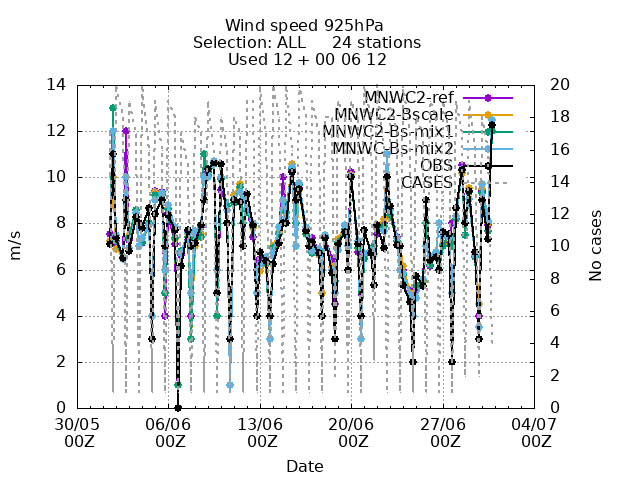 Wind speed 925hPa
Selection: ALL 24 stations
Used 12 + 00 06 12
14 20
12 18
10 16
8 14
6 12
4 10
2 8
0 6
4
2
0
m/s
No cases
MNWC2-ref
MNWC2-Bscale
MNWC2-Bs-mix1
MNWC-Bs-mix2
OBS
CASES
30/05 06/06 13/06 20/06 27/06 04/07
00Z 00Z 00Z 00Z 00Z 00Z
Date